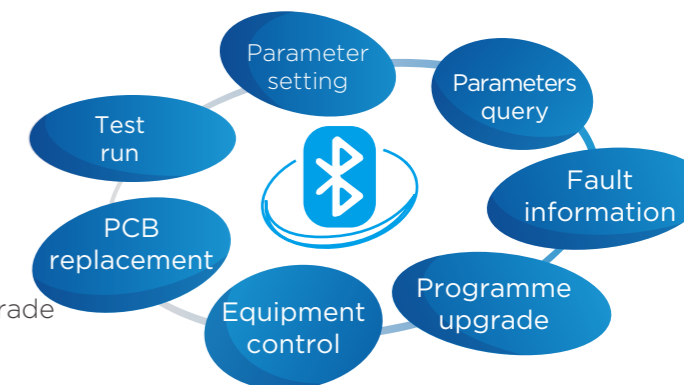 Parameter
setting
Parameters
query
Test
run
Fault
information
PCB
replacement
Programme
upgrade
rade
Equipment
control